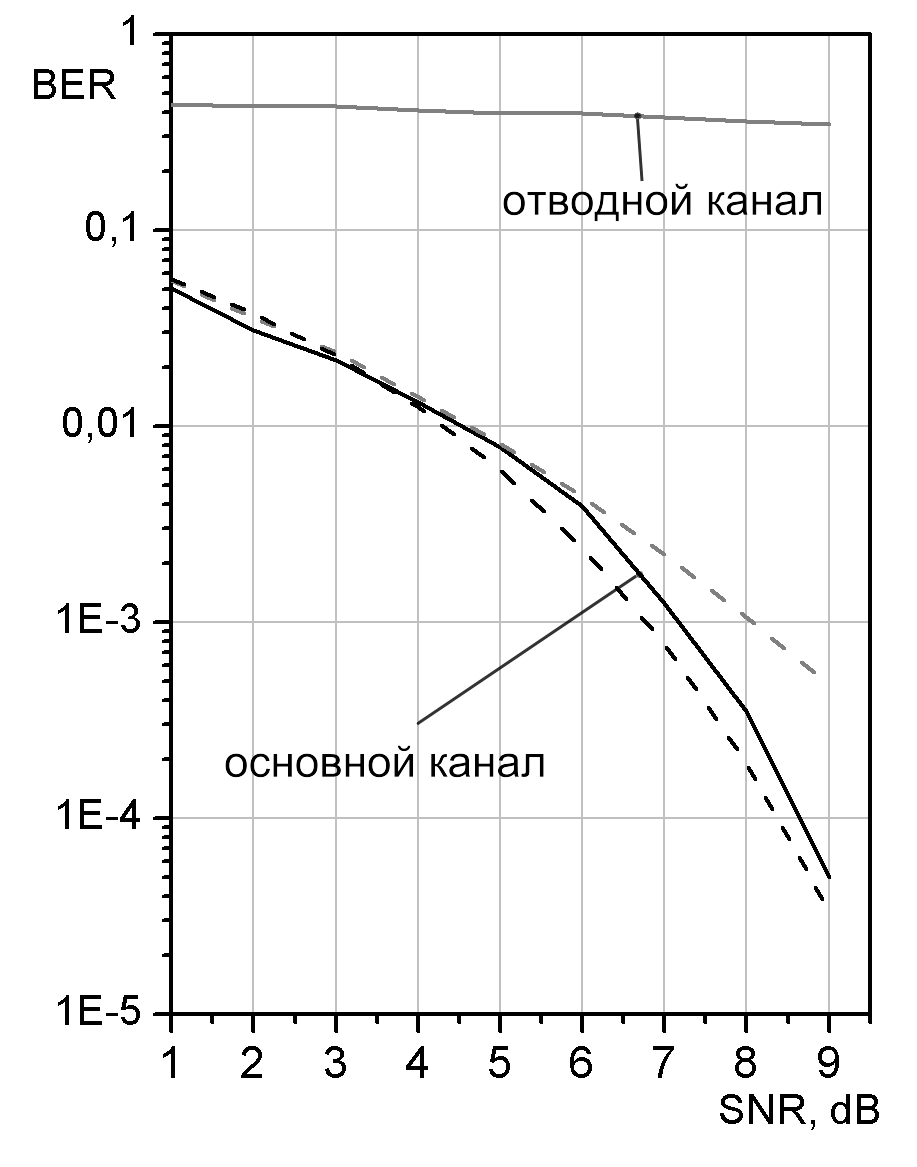 1
BER
отводной канал
0,1
0,01
1E-3
основной канал
1E-4
1E-5
1 2 3 4 5 6 7 8 9
SNR, dB